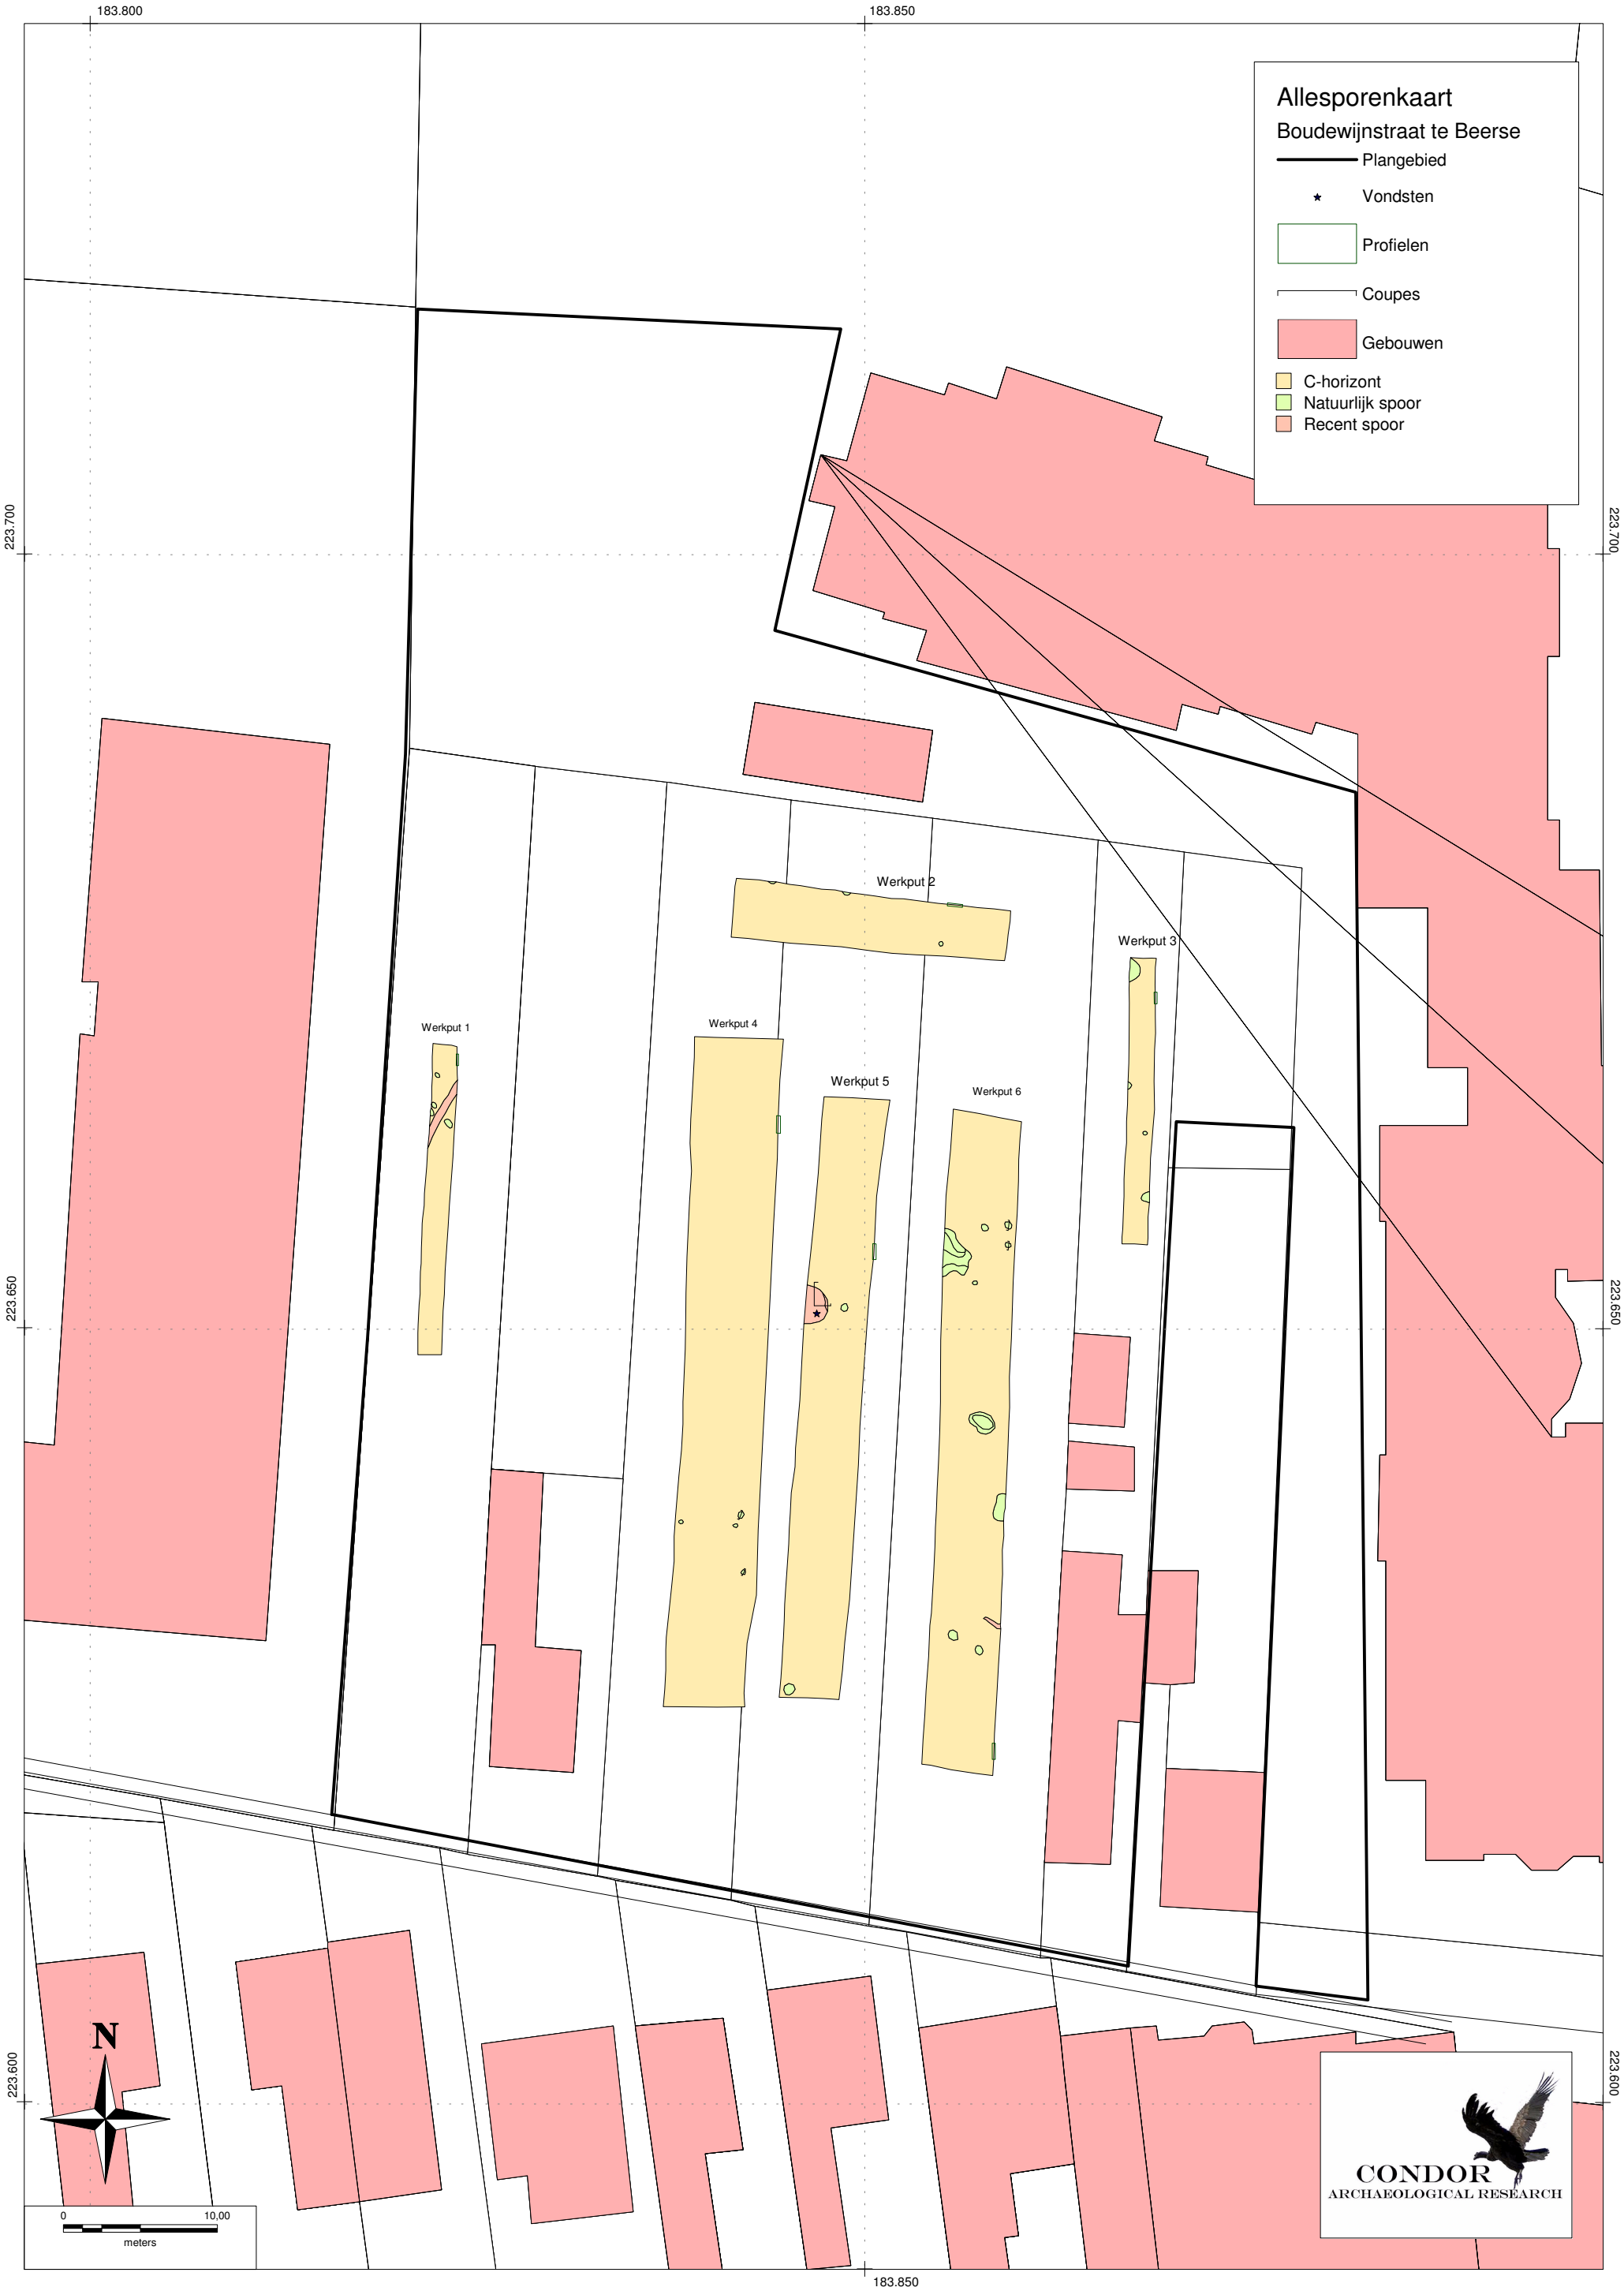 183.800
183.850
Allesporenkaart
Boudewijnstraat te Beerse
Plangebied
Vondsten
Profielen
Coupes
Gebouwen
C-horizont
Natuurlijk spoor
Recent spoor
223.700
223.700
Werkput 2
Werkput 3
Werkput 1
Werkput 4
Werkput 5
Werkput 6
223.650
223.650
N
223.600
223.600
CONDOR
ARCHAEOLOGICAL RESEARCH
0 10,00
meters
183.850